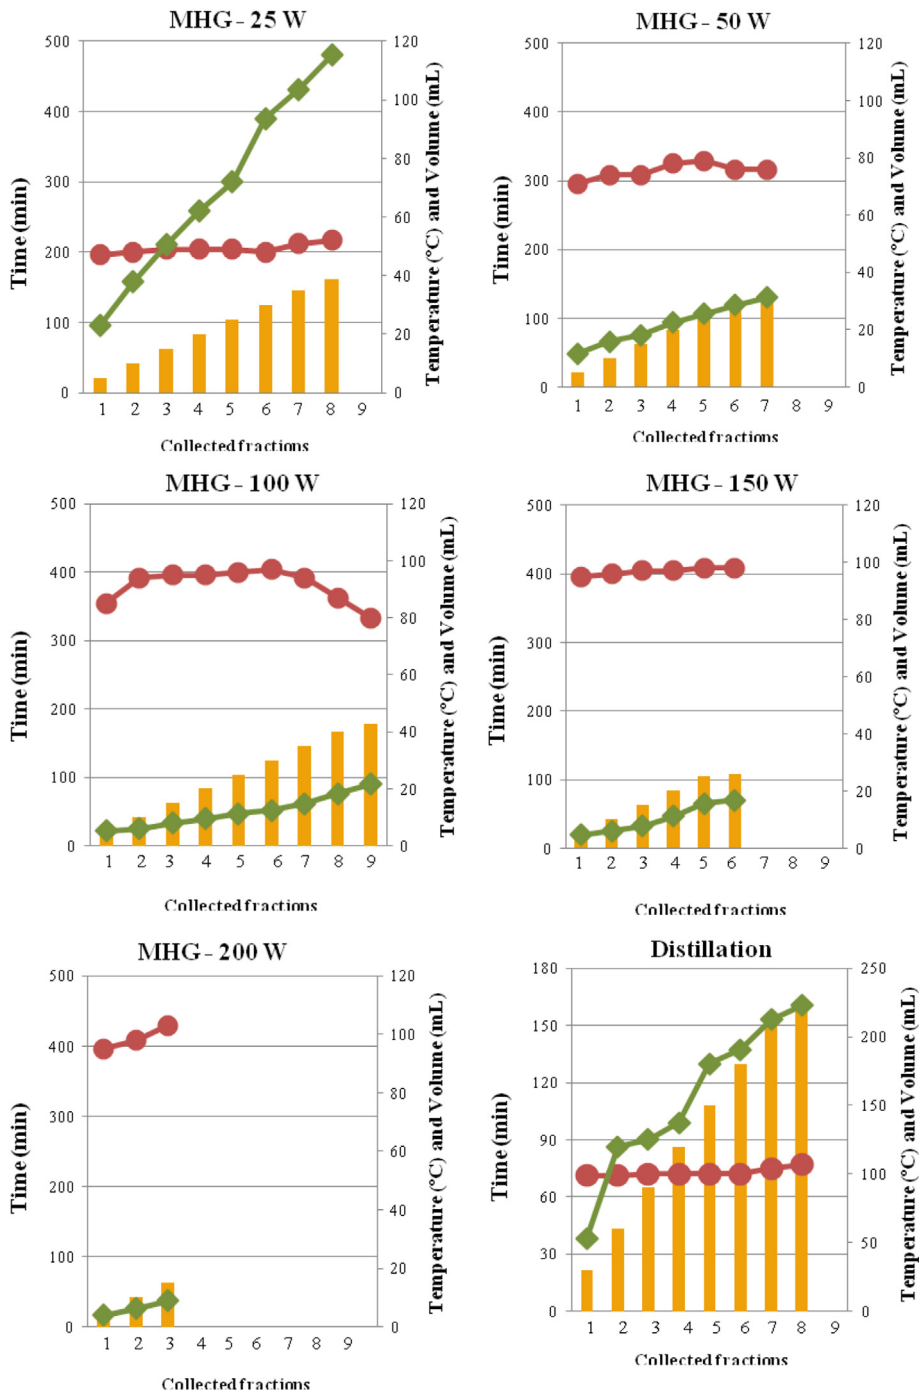 MHG - 25 W
500
400
300
200
100
0
Time (min)
120
100
80
60
40
20
0
Temperature (°C) and Volume (mL)
1 2 3 4 5 6 7 8 9
Collected fractions
MHG - 50 W
500
400
300
200
100
0
Time (min)
120
100
80
60
40
20
0
Temperature (°C) and Volume (mL)
1 2 3 4 5 6 7 8 9
Collected fractions
MHG - 100 W
500
400
300
200
100
0
Time (min)
120
100
80
60
40
20
0
Temperature (°C) and Volume (mL)
1 2 3 4 5 6 7 8 9
Collected fractions
MHG - 150 W
500
400
300
200
100
0
Time (min)
120
100
80
60
40
20
0
Temperature (°C) and Volume (mL)
1 2 3 4 5 6 7 8 9
Collected fractions
MHG - 200 W
500
400
300
200
100
0
Time (min)
120
100
80
60
40
20
0
Temperature (°C) and Volume (mL)
1 2 3 4 5 6 7 8 9
Collected fractions
Distillation
180
150
120
90
60
30
0
Time (min)
250
200
150
100
50
0
Temperature (°C) and Volume (mL)
1 2 3 4 5 6 7 8 9
Collected fractions